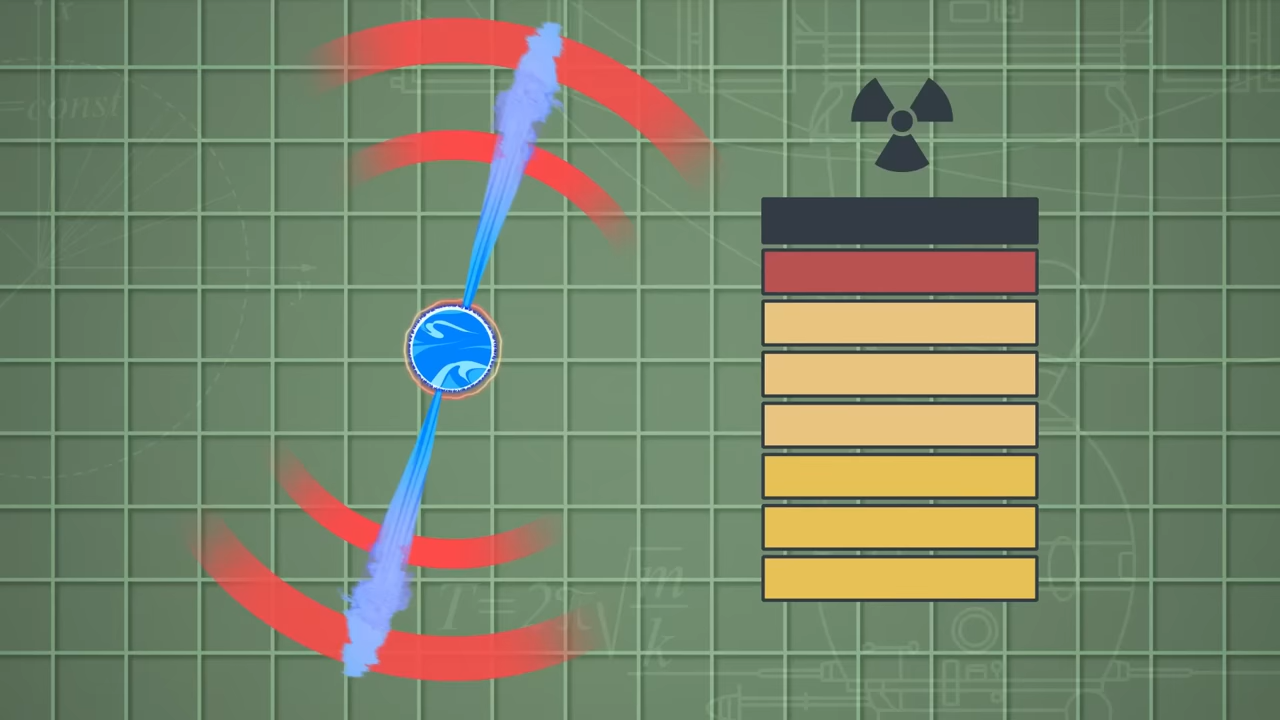 =const
x
y
T=2π√m/k